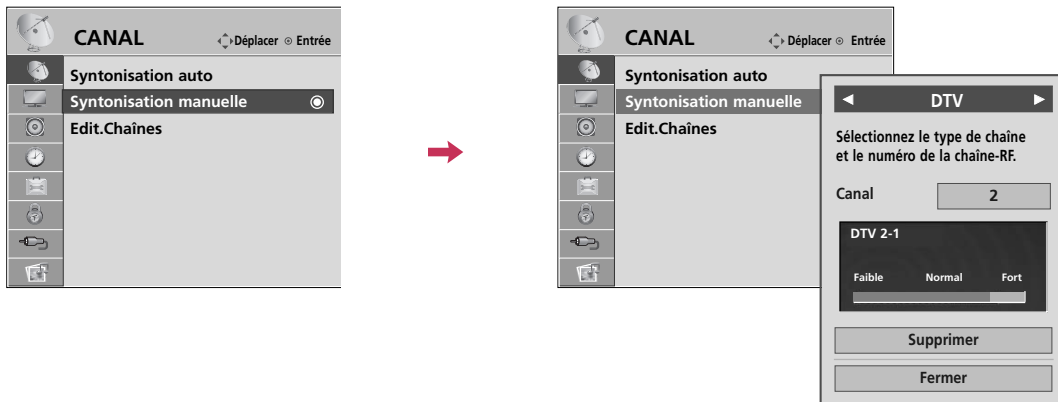 CANAL
Déplacer Entrée
Syntonisation auto
Syntonisation manuelle
Edit.Chaînes
CANAL
Déplacer Entrée
Syntonisation auto
Syntonisation manuelle
Edit.Chaînes
DTV
Sélectionnez le type de chaîne
et le numéro de la chaîne-RF.
Canal 2
DTV 2-1
Faible Normal Fort
Supprimer
Fermer